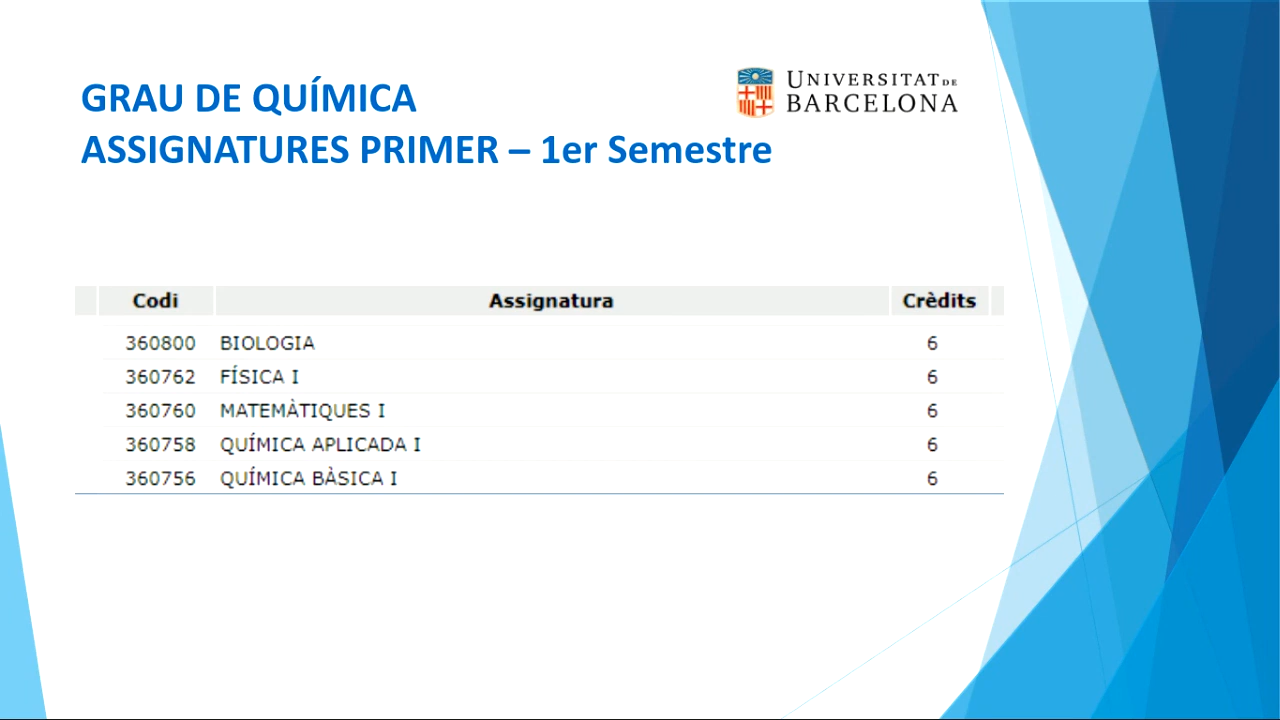 GRAU DE QUÍMICA
UNIVERSITAT DE
BARCELONA
ASSIGNATURES PRIMER – 1er Semestre
Codi Assignatura Crèdits
360800 BIOLOGIA 6
360762 FÍSICA I 6
360760 MATEMÀTIQUES I 6
360758 QUÍMICA APLICADA I 6
360756 QUÍMICA BÀSICA I 6